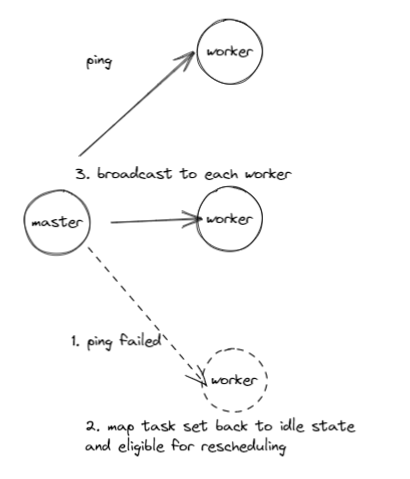 worker
ping
3. broadcast to each worker
master
worker
1. ping failed
worker
2. map task set back to idle state
and eligible for rescheduling